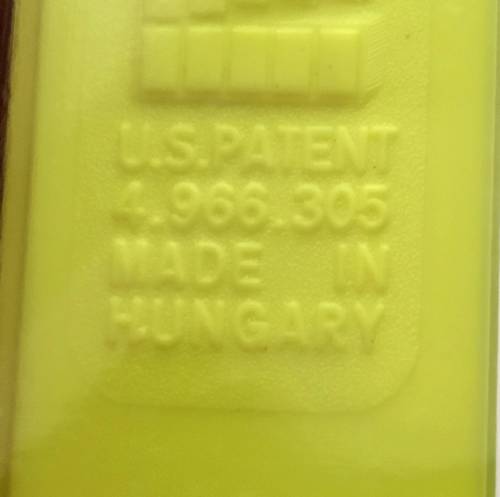 U.S.PATENT
4.966.305
MADE IN
HUNGARY